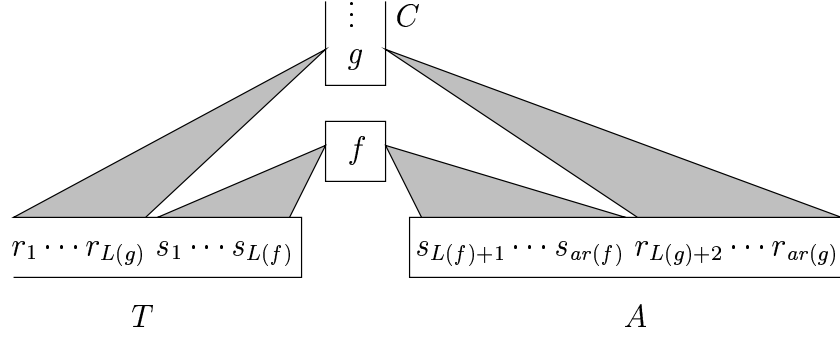 ⋮ C
g
f
r_1 ⋯ r_{L(g)} s_1 ⋯ s_{L(f)} s_{L(f)+1} ⋯ s_{ar(f)} r_{L(g)+2} ⋯ r_{ar(g)}
T A